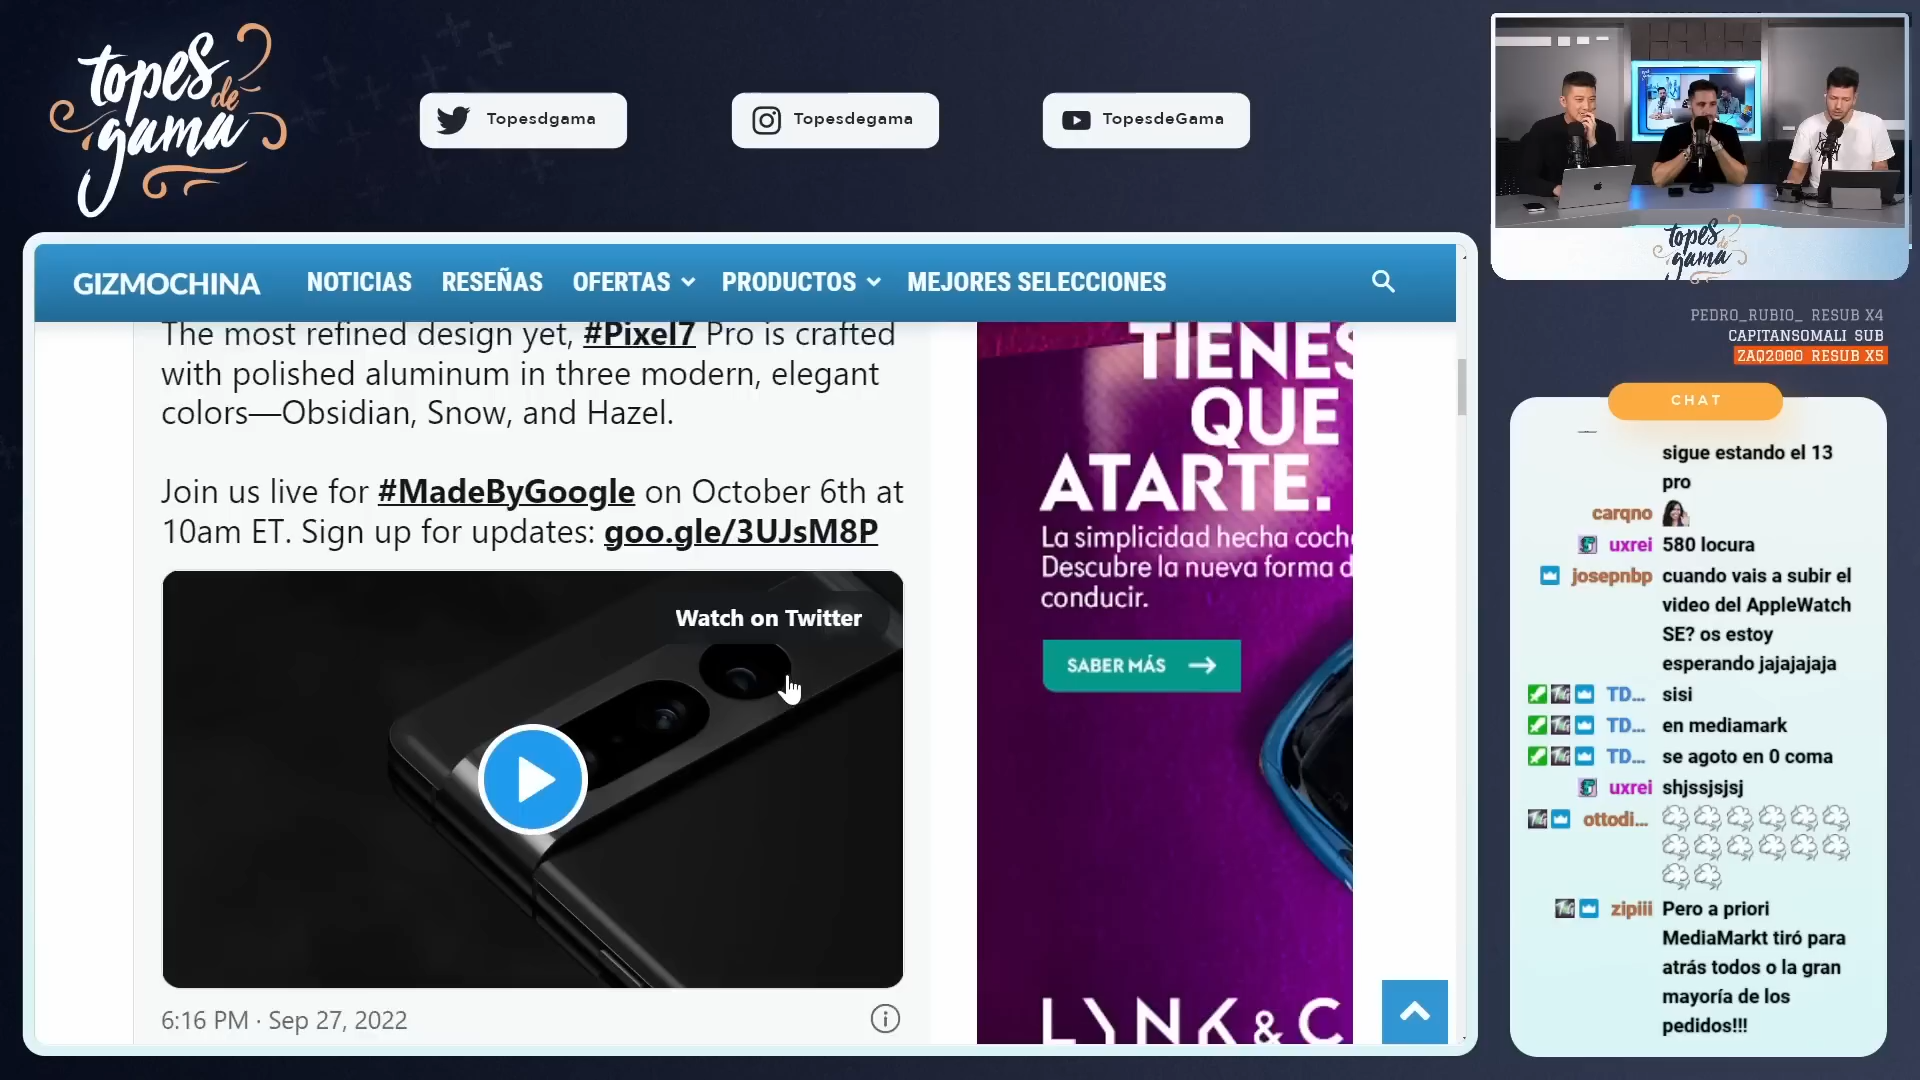 topes
de
gama
Topesdgama
Topesdegama
TopesdeGama
topes
de
gama
PEDRO_RUBIO_ RESUB X4
CAPITANSOMALI SUB
ZAQ2000 RESUB X5
GIZMOCHINA
NOTICIAS
RESEÑAS
OFERTAS
PRODUCTOS
MEJORES SELECCIONES
The most refined design yet, #Pixel7 Pro is crafted
with polished aluminum in three modern, elegant
colors—Obsidian, Snow, and Hazel.
Join us live for #MadeByGoogle on October 6th at
10am ET. Sign up for updates: goo.gle/3UJsM8P
Watch on Twitter
6:16 PM · Sep 27, 2022
TIENES
QUE
ATARTE.
La simplicidad hecha coch
Descubre la nueva forma d
conducir.
SABER MÁS
LYNK & C
CHAT
sigue estando el 13
pro
carqno
uxrei 580 locura
josepnbp cuando vais a subir el
video del AppleWatch
SE? os estoy
esperando jajajajaja
TD... sisi
TD... en mediamark
TD... se agoto en 0 coma
uxrei shjssjsjsj
ottodi...
zipiii Pero a priori
MediaMarkt tiró para
atrás todos o la gran
mayoría de los
pedidos!!!